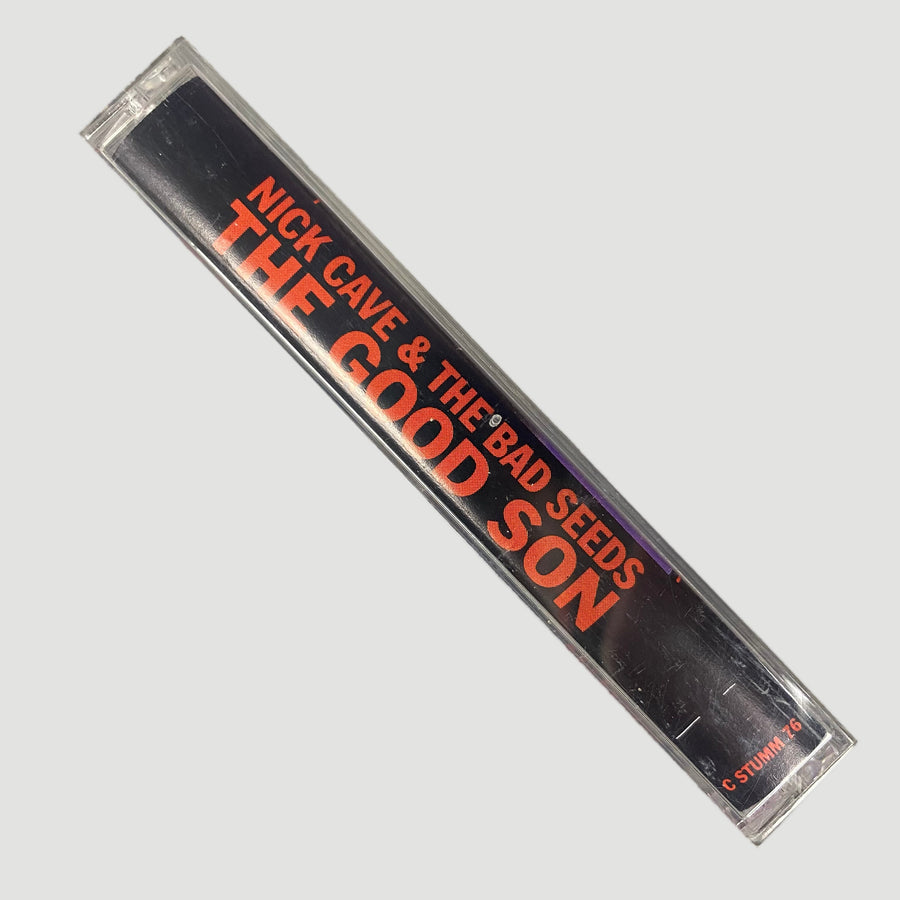 NICK CAVE & THE BAD SEEDS
THE GOOD SON
C STUMM 76